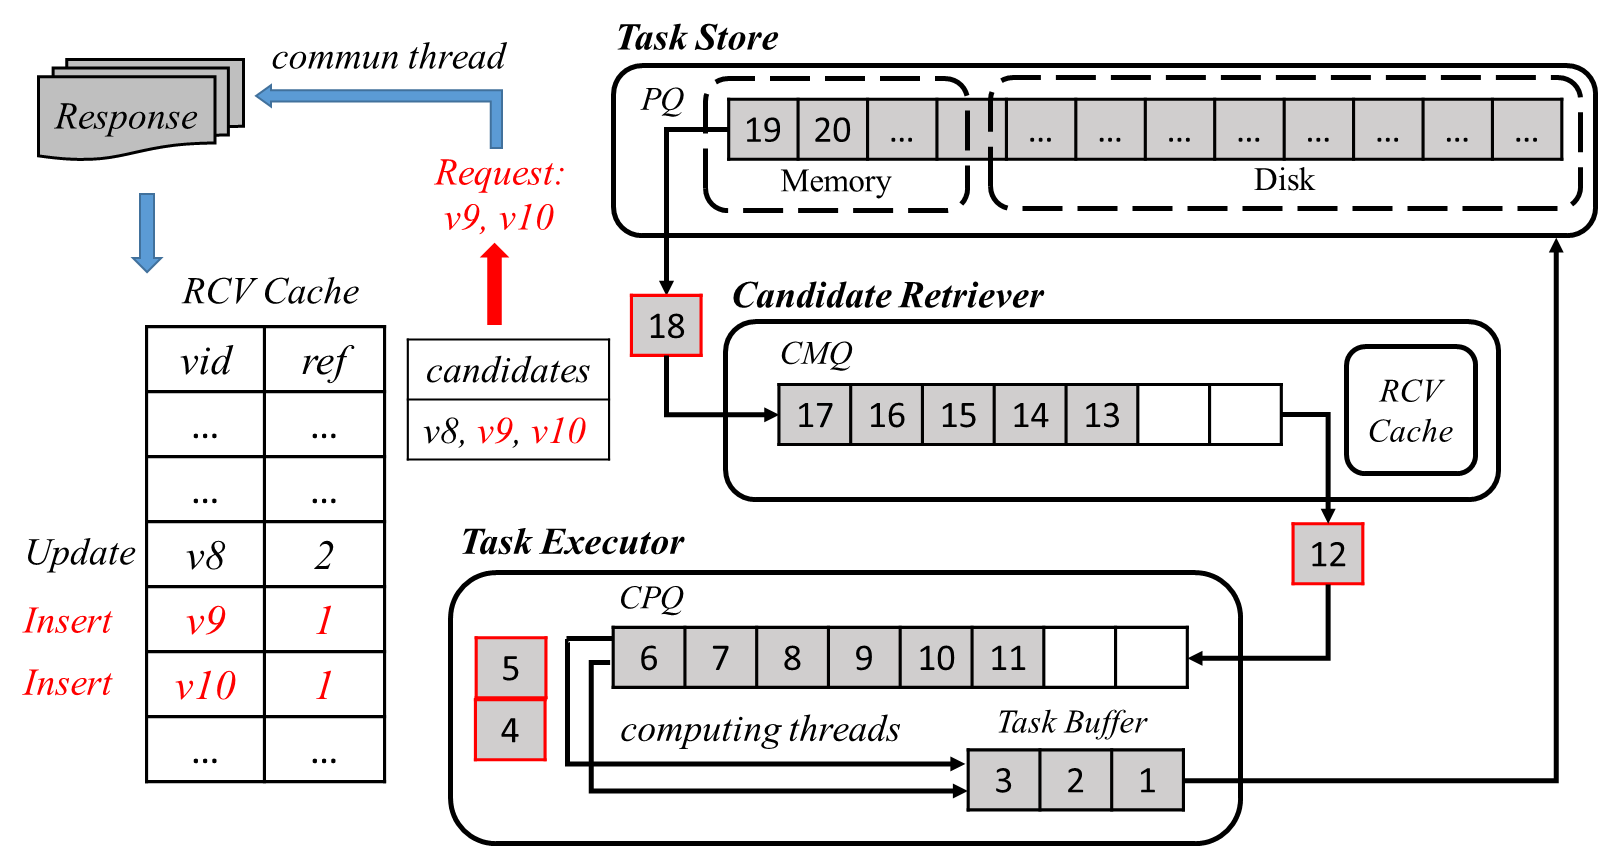 Task Store
commun thread
PQ
Response
19 20 ... ... ... ... ... ... ... ... ...
Memory
Disk
Request:
v9, v10
RCV Cache
Candidate Retriever
18
vid ref
CMQ
candidates
RCV
Cache
17 16 15 14 13
v8, v9, v10
... ...
... ...
Task Executor
Update v8 2
12
CPQ
Insert v9 1
5
6 7 8 9 10 11
Insert v10 1
4
computing threads
Task Buffer
... ...
3 2 1